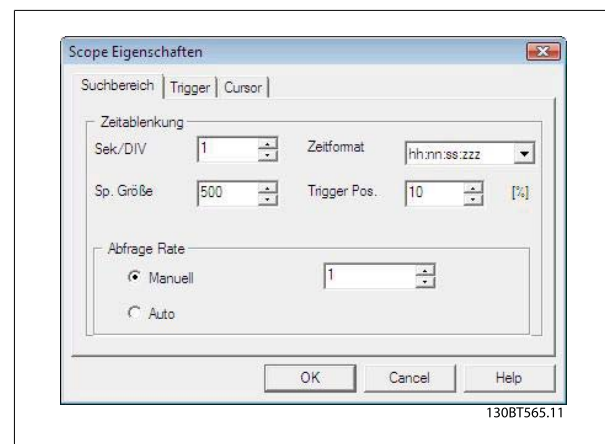 Scope Eigenschaften
Suchbereich Trigger Cursor
Zeitablenkung
Sek/DIV 1 Zeitformat hh:nn:ss:zzz
Sp. Größe 500 Trigger Pos. 10 [%]
Abfrage Rate
Manuell 1
Auto
OK Cancel Help
130BT565.11